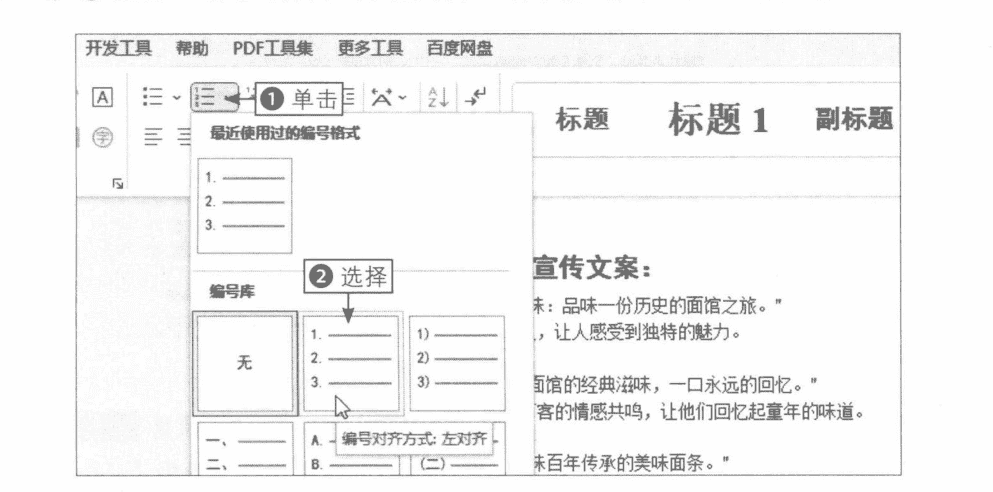 开发工具 帮助 PDF工具集 更多工具 百度网盘
A
❶ 单击
A
Z
字
标题 标题 1 副标题
最近使用过的编号格式
1.
2.
3.
❷ 选择
编号库
无
1.
2.
3.
1)
2)
3)
一、
二、
A.
B.
(二)
编号对齐方式: 左对齐
宣传文案：
味：品味一份历史的面馆之旅。"
，让人感受到独特的魅力。
面馆的经典滋味，一口永远的回忆。"
客的情感共鸣，让他们回忆起童年的味道。
味百年传承的美味面条。"